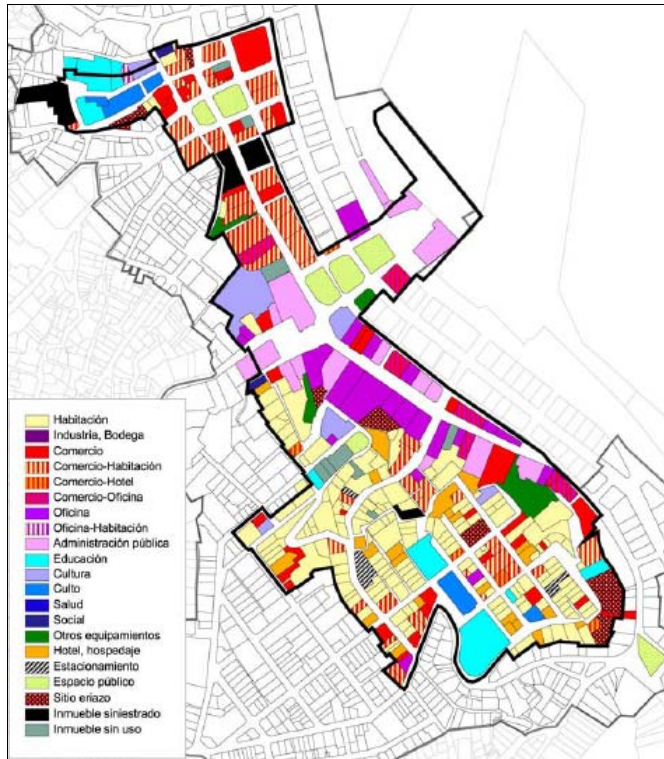 Habitación
Industria, Bodega
Comercio
Comercio-Habitación
Comercio-Hotel
Comercio-Oficina
Oficina
Oficina-Habitación
Administración pública
Educación
Cultura
Culto
Salud
Social
Otros equipamientos
Hotel, hospedaje
Estacionamiento
Espacio público
Sitio eriazo
Inmueble siniestrado
Inmueble sin uso